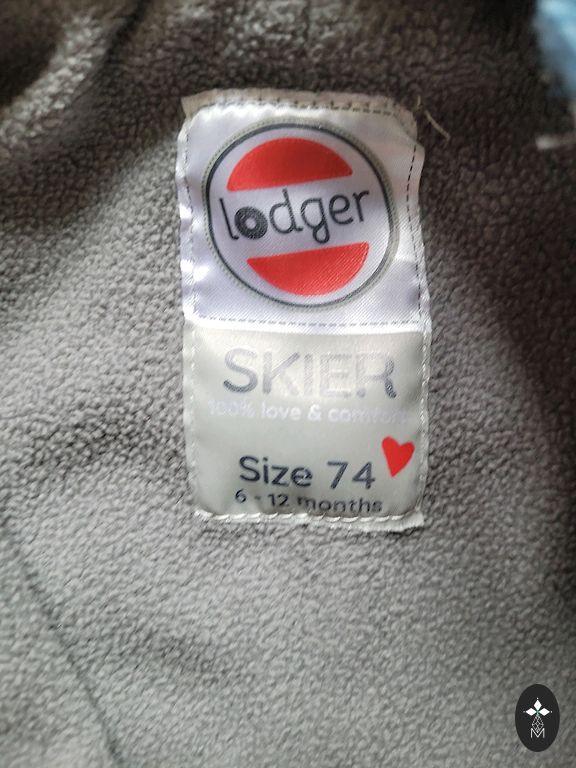 lodger
SKIER
100% love & comfort
Size 74
6 - 12 months
M